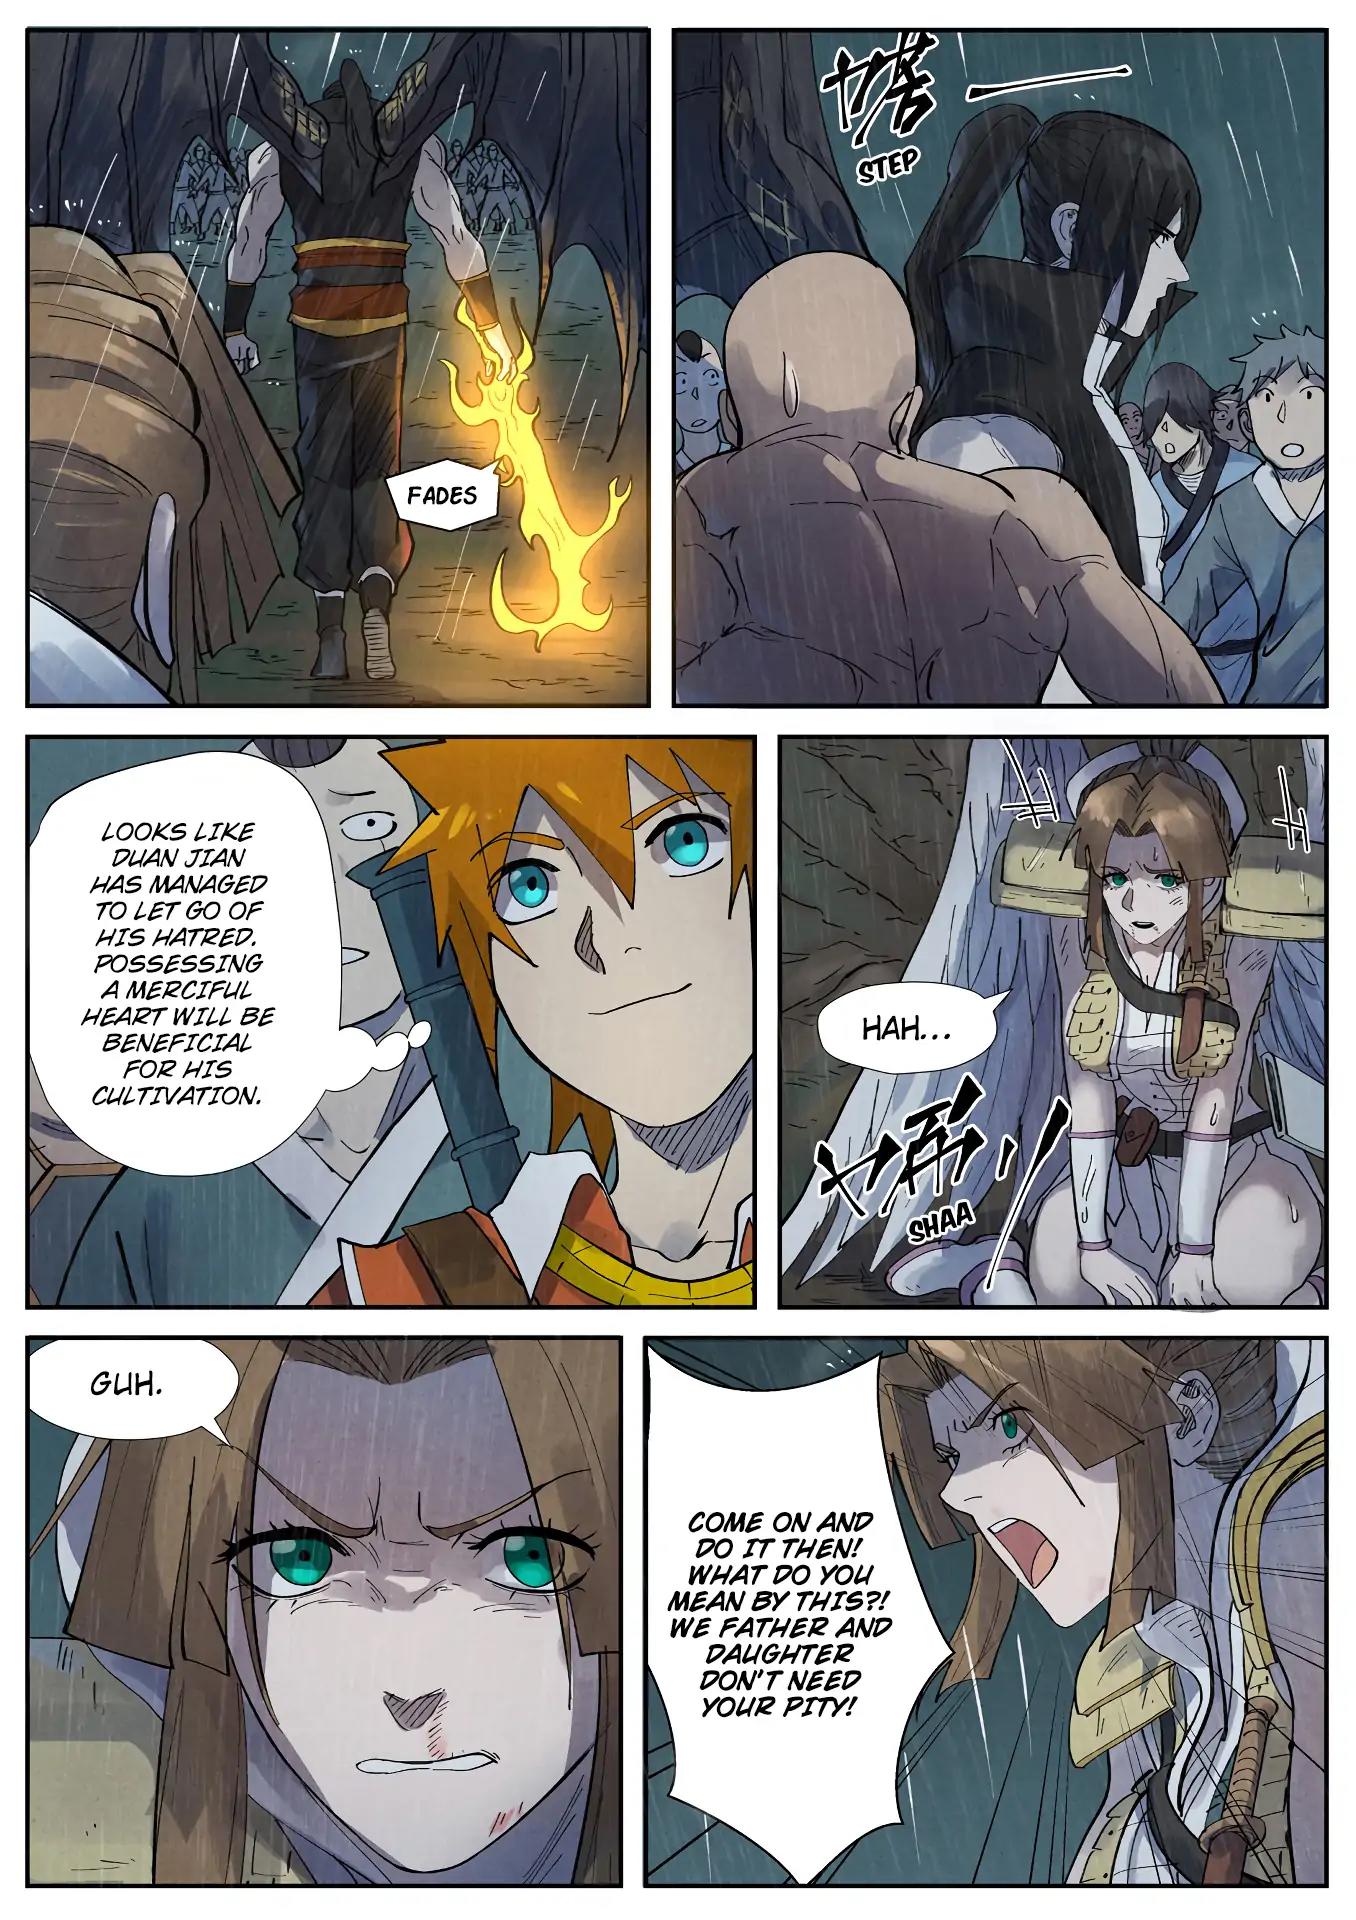 STEP
FADES
LOOKS LIKE
DUAN JIAN
HAS MANAGED
TO LET GO OF
HIS HATRED.
POSSESSING
A MERCIFUL
HEART WILL BE
BENEFICIAL
FOR HIS
CULTIVATION.
HAH...
SHAA
GUH.
COME ON AND
DO IT THEN!
WHAT DO YOU
MEAN BY THIS?!
WE FATHER AND
DAUGHTER
DON'T NEED
YOUR PITY!